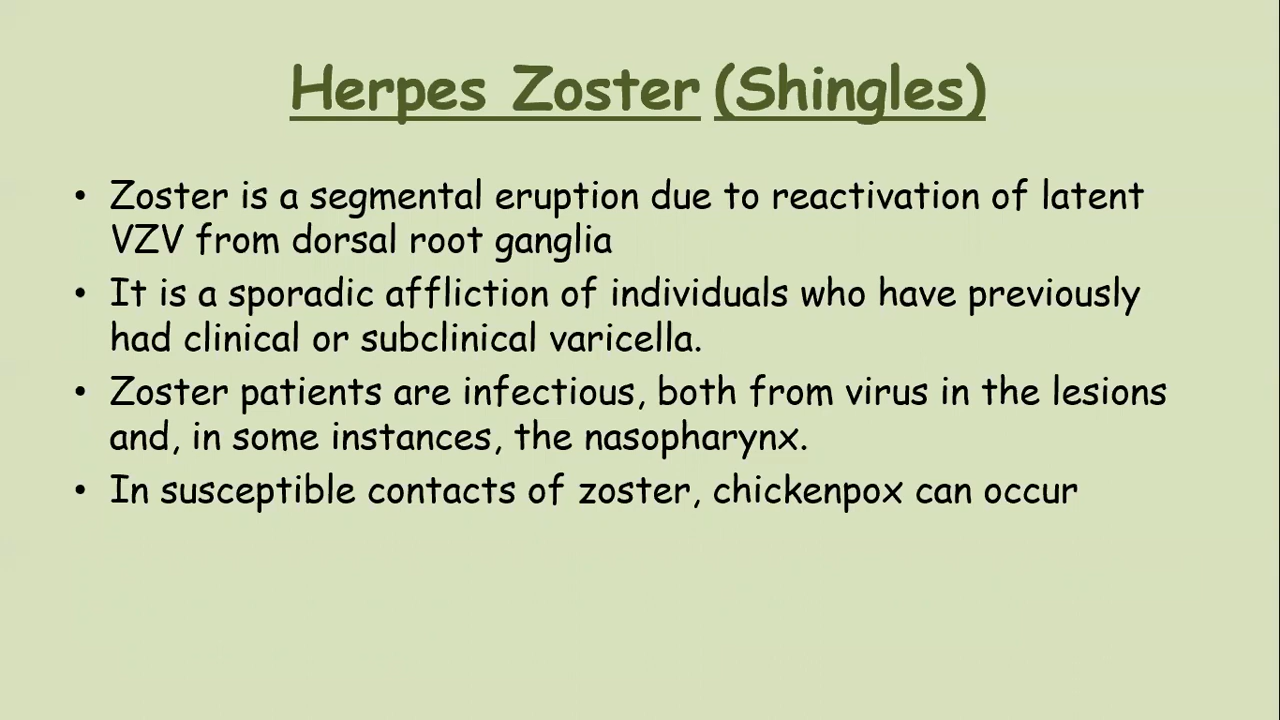 Herpes Zoster (Shingles)
• Zoster is a segmental eruption due to reactivation of latent
VZV from dorsal root ganglia
• It is a sporadic affliction of individuals who have previously
had clinical or subclinical varicella.
• Zoster patients are infectious, both from virus in the lesions
and, in some instances, the nasopharynx.
• In susceptible contacts of zoster, chickenpox can occur